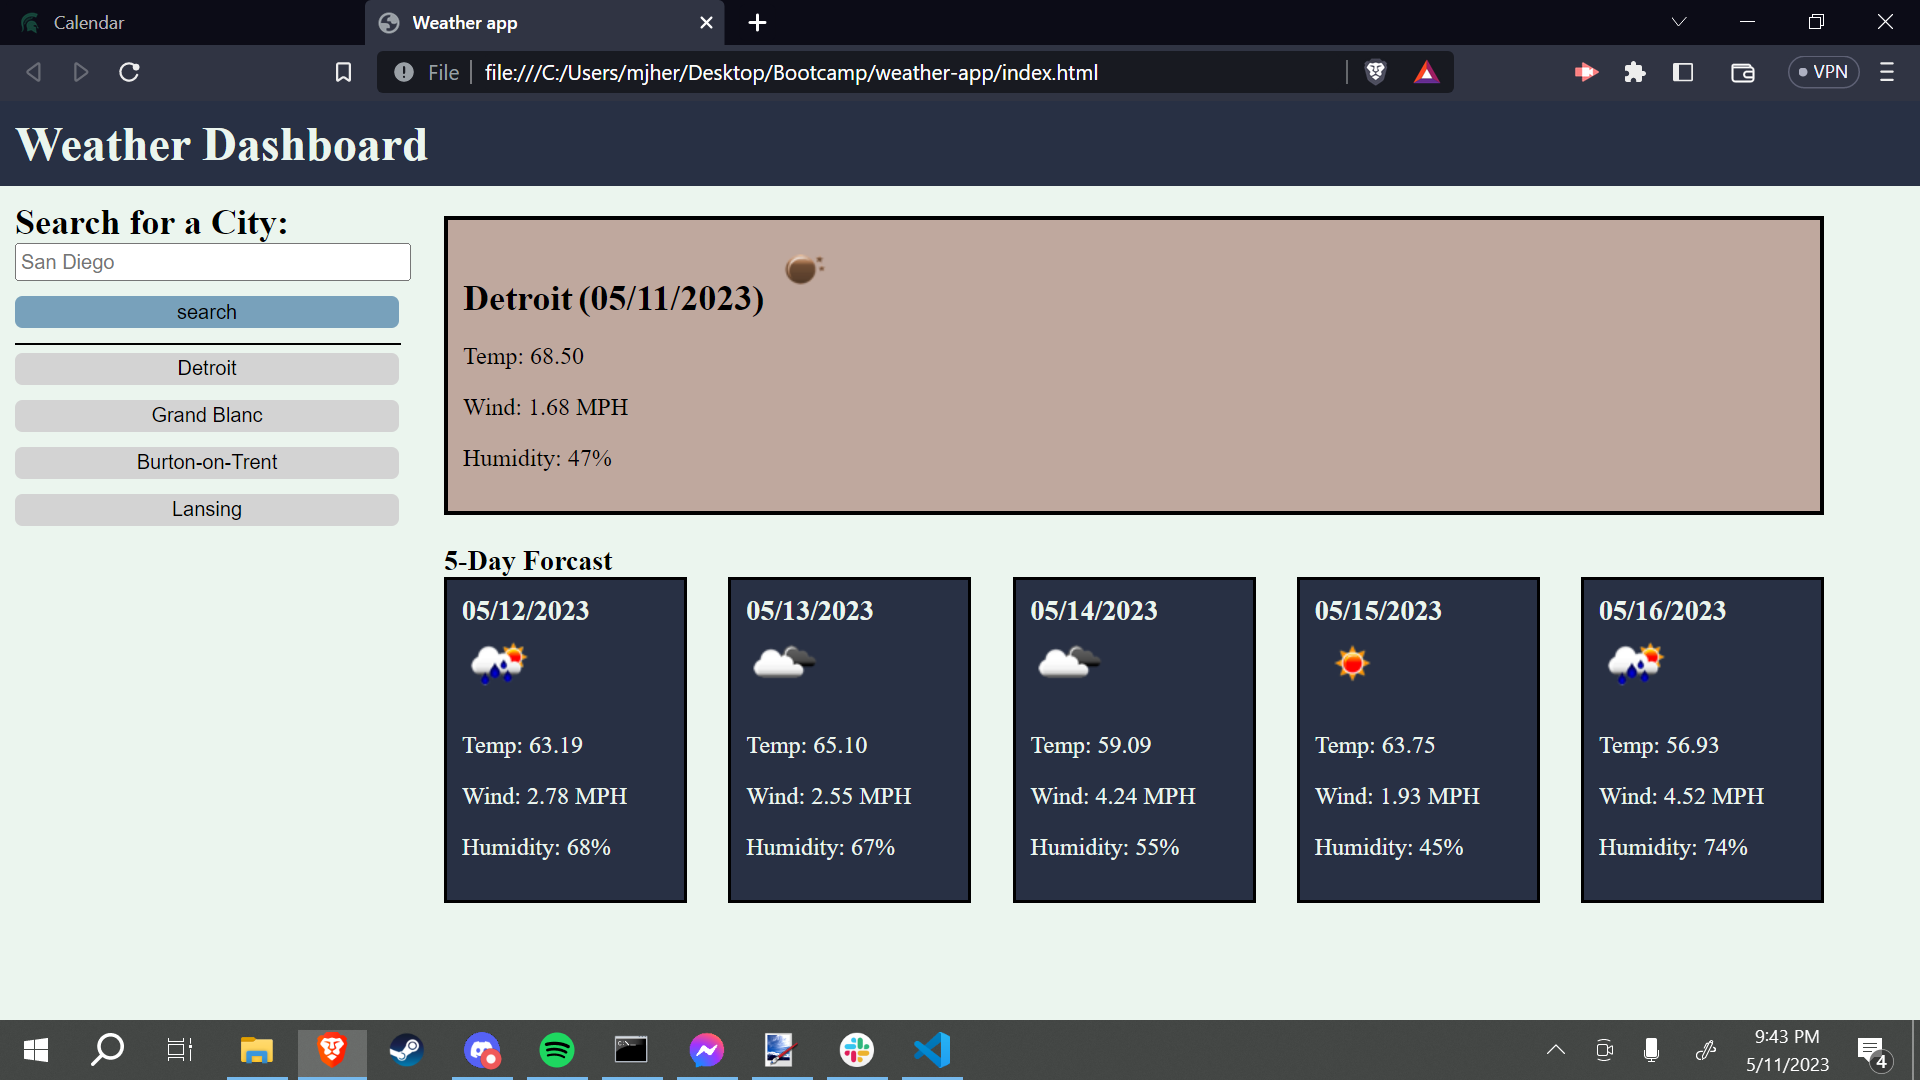 Calendar
Weather app
File
file:///C:/Users/mjher/Desktop/Bootcamp/weather-app/index.html
VPN
Weather Dashboard
Search for a City:
San Diego
search
Detroit
Grand Blanc
Burton-on-Trent
Lansing
Detroit (05/11/2023)
Temp: 68.50
Wind: 1.68 MPH
Humidity: 47%
5-Day Forcast
05/12/2023
Temp: 63.19
Wind: 2.78 MPH
Humidity: 68%
05/13/2023
Temp: 65.10
Wind: 2.55 MPH
Humidity: 67%
05/14/2023
Temp: 59.09
Wind: 4.24 MPH
Humidity: 55%
05/15/2023
Temp: 63.75
Wind: 1.93 MPH
Humidity: 45%
05/16/2023
Temp: 56.93
Wind: 4.52 MPH
Humidity: 74%
9:43 PM
5/11/2023
4